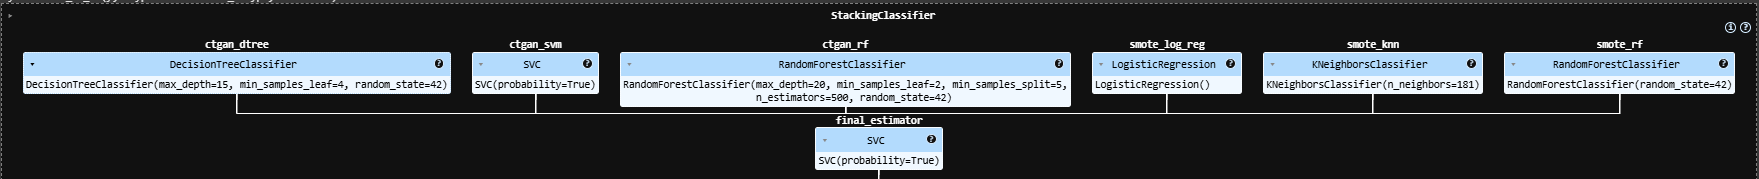 StackingClassifier
ctgan_dtree
DecisionTreeClassifier
DecisionTreeClassifier(max_depth=15, min_samples_leaf=4, random_state=42)
ctgan_svm
SVC
SVC(probability=True)
ctgan_rf
RandomForestClassifier
RandomForestClassifier(max_depth=20, min_samples_leaf=2, min_samples_split=5,
n_estimators=500, random_state=42)
smote_log_reg
LogisticRegression
LogisticRegression()
smote_knn
KNeighborsClassifier
KNeighborsClassifier(n_neighbors=181)
smote_rf
RandomForestClassifier
RandomForestClassifier(random_state=42)
final_estimator
SVC
SVC(probability=True)